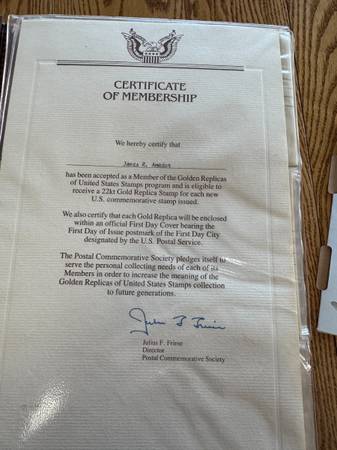 CERTIFICATE
OF MEMBERSHIP
We hereby certify that
James R.
has been accepted as a Member of the Golden Replicas
of United States Stamps program and is eligible to
receive a 22kt Gold Replica Stamp for each new
U.S. commemorative stamp issued.
We also certify that each Gold Replica will be enclosed
within an official First Day Cover bearing the
First Day of Issue postmark of the First Day City
designated by the U.S. Postal Service.
The Postal Commemorative Society pledges itself to
serve the personal collecting needs of each of its
Members in order to increase the meaning of the
Golden Replicas of United States Stamps collection
to future generations.
Julius F. Friese
Julius F. Friese
Director
Postal Commemorative Society